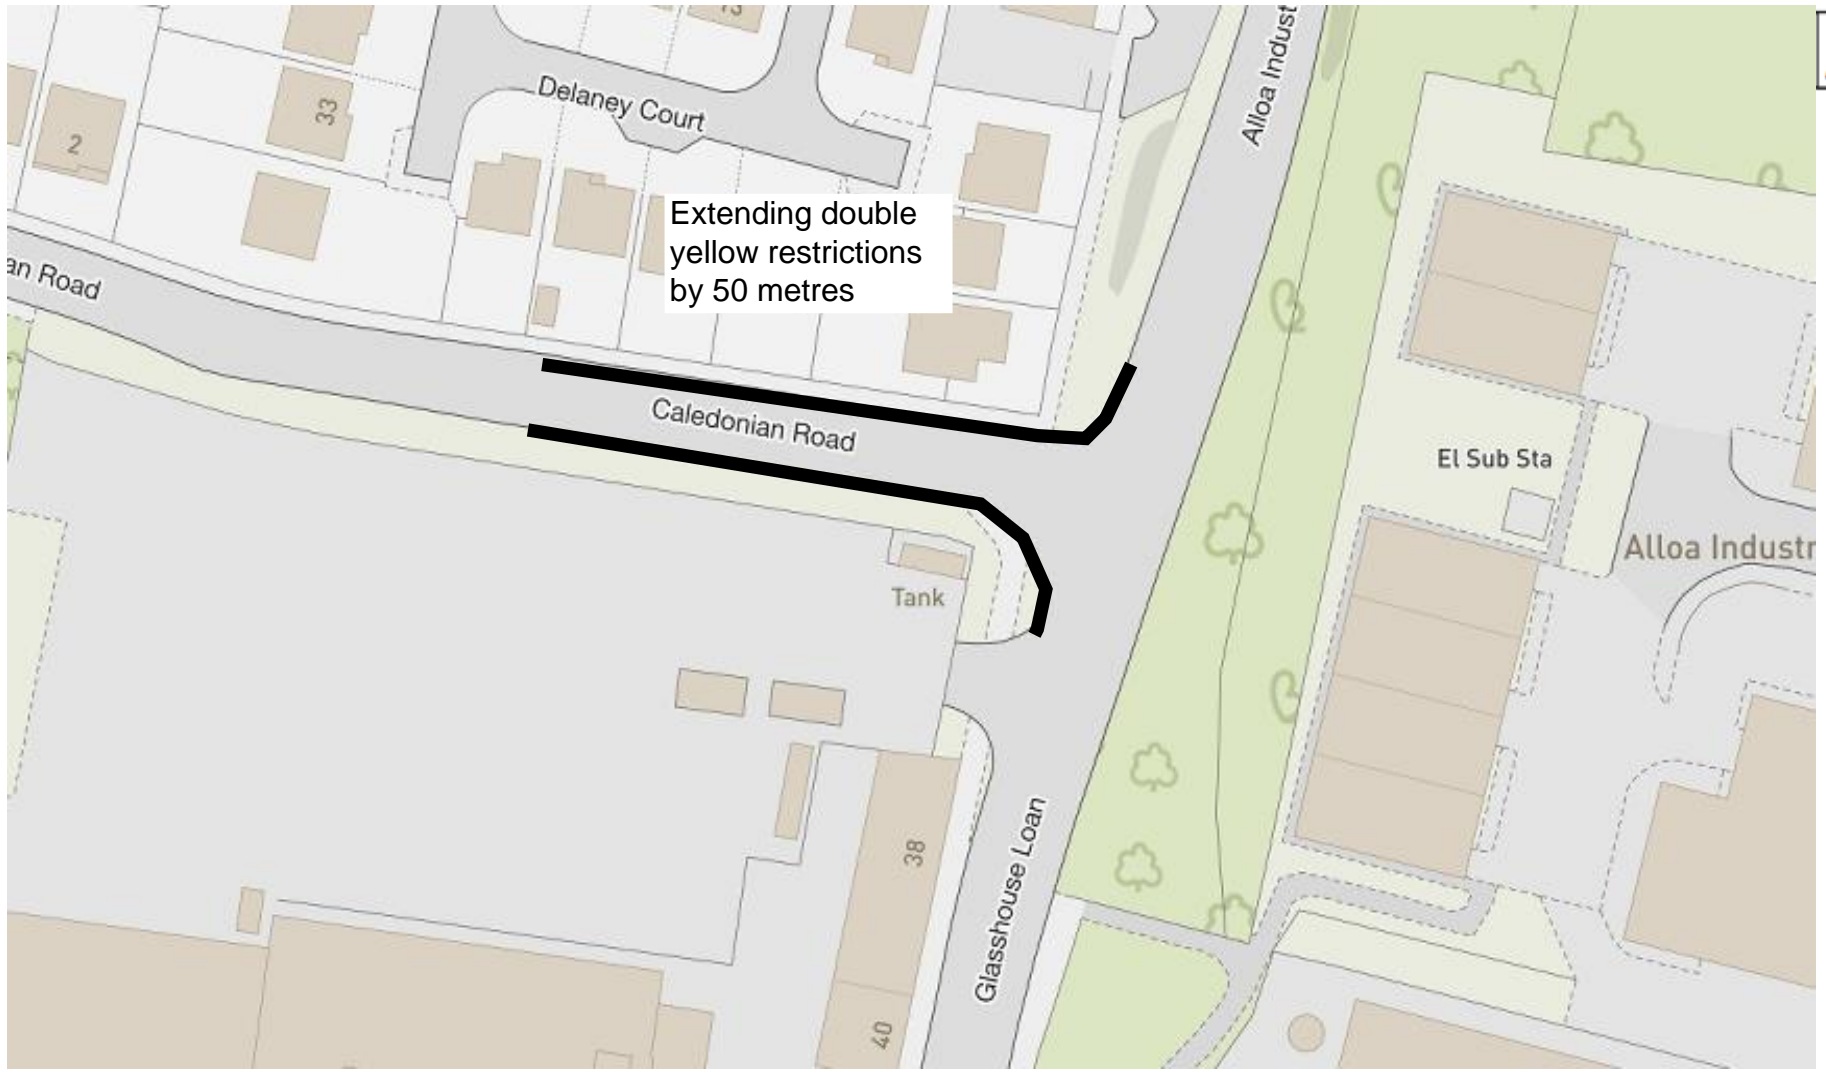 13
Delaney Court
33
2
Alloa Indust
Extending double
yellow restrictions
by 50 metres
an Road
Caledonian Road
El Sub Sta
Alloa Industr
Tank
38
Glasshouse Loan
40